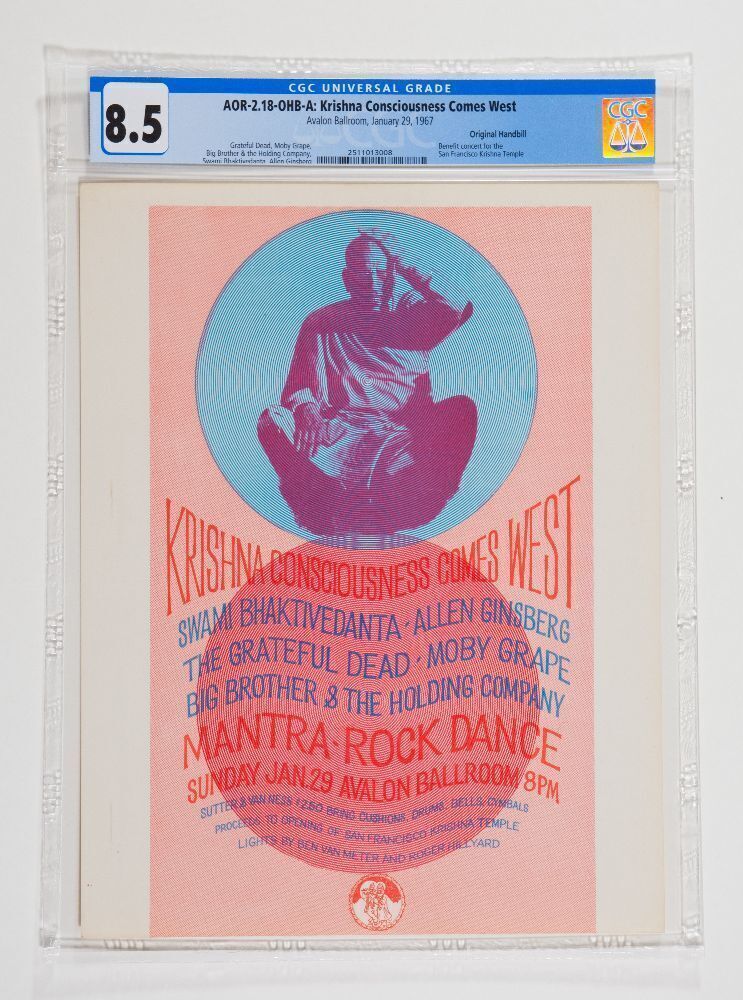 CGC UNIVERSAL GRADE
8.5
AOR-2.18-OHB-A: Krishna Consciousness Comes West
Avalon Ballroom, January 29, 1967
Original Handbill
Grateful Dead, Moby Grape,
Big Brother & the Holding Company,
Swami Bhaktivedanta, Allen Ginsberg
2511013008
Benefit concert for the
San Francisco Krishna Temple
CGC
KRISHNA CONSCIOUSNESS COMES WEST
SWAMI BHAKTIVEDANTA · ALLEN GINSBERG
THE GRATEFUL DEAD · MOBY GRAPE
BIG BROTHER & THE HOLDING COMPANY
MANTRA · ROCK DANCE
SUNDAY JAN. 29 AVALON BALLROOM 8PM
SUTTER & VAN NESS $2.50 BRING CUSHIONS, DRUMS, BELLS, CYMBALS
PROCEEDS TO OPENING OF SAN FRANCISCO KRISHNA TEMPLE
LIGHTS BY BEN VAN METER AND ROGER HILLYARD